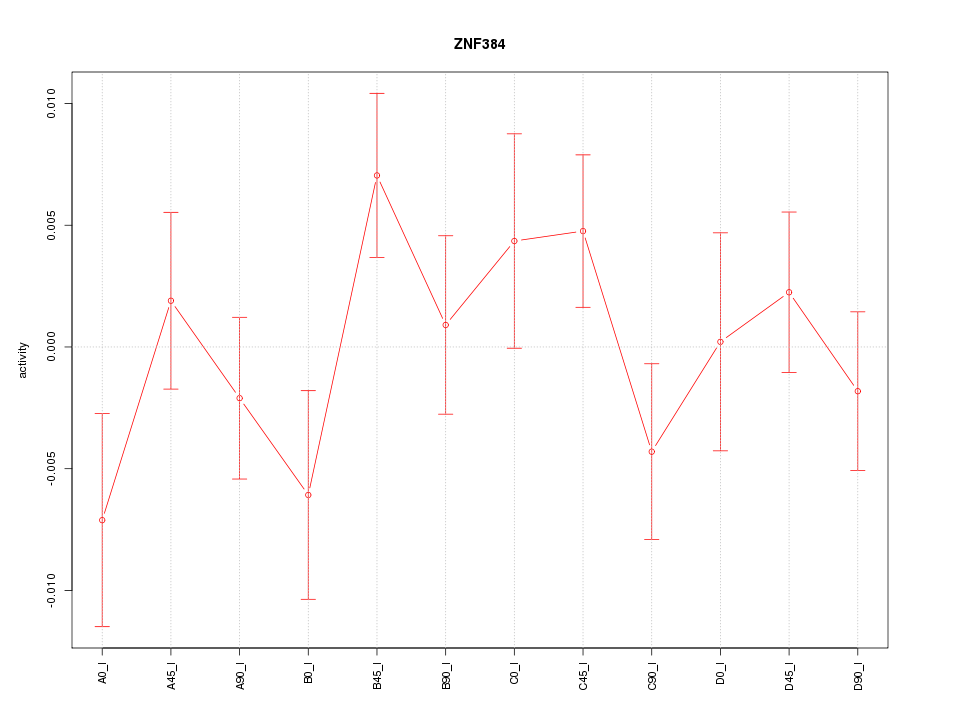 ZNF384
activity
0.010
0.005
0.000
-0.005
-0.010
A0_I
A45_I
A90_I
B0_I
B45_I
B90_I
C0_I
C45_I
C90_I
D0_I
D45_I
D90_I